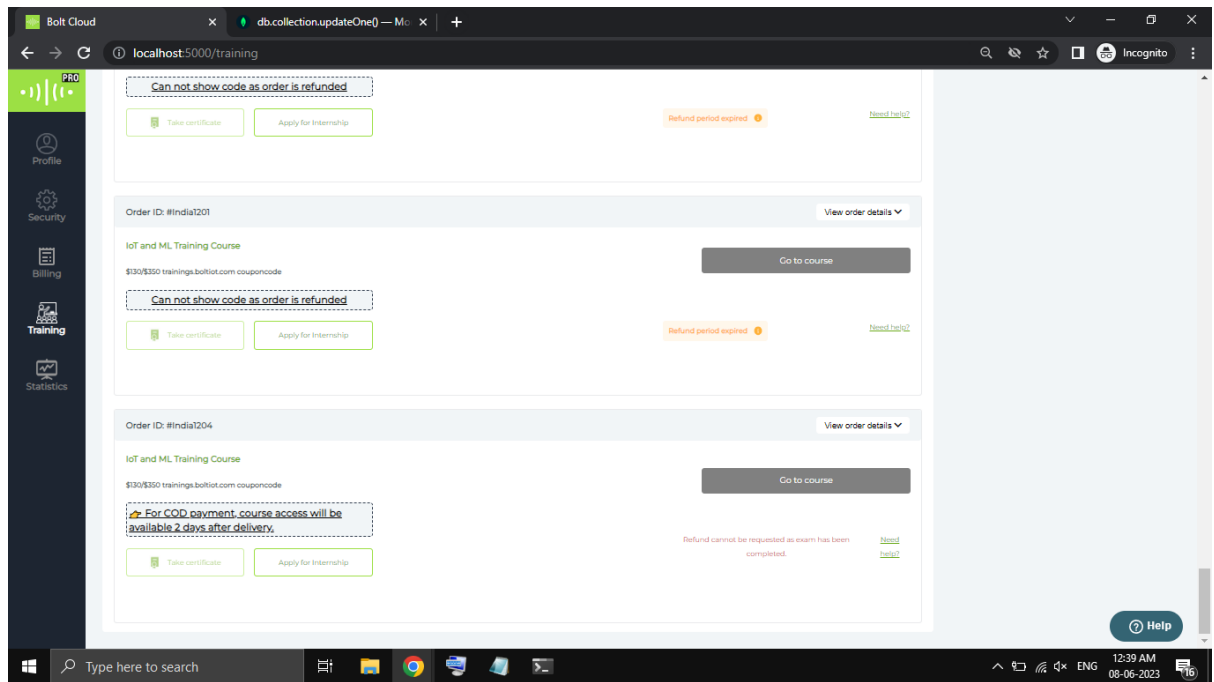 Bolt Cloud
db.collection.updateOne() — Mo
localhost:5000/training
Incognito
PRO
Can not show code as order is refunded
Take certificate
Apply for Internship
Refund period expired
Need help?
Profile
Security
Billing
Training
Statistics
Order ID: #India1201
View order details
IoT and ML Training Course
Go to course
$130/$350 trainings.boltiot.com couponcode
Can not show code as order is refunded
Take certificate
Apply for Internship
Refund period expired
Need help?
Order ID: #India1204
View order details
IoT and ML Training Course
Go to course
$130/$350 trainings.boltiot.com couponcode
👉 For COD payment, course access will be
available 2 days after delivery.
Refund cannot be requested as exam has been
completed.
Need
help?
Take certificate
Apply for Internship
Help
Type here to search
ENG
12:39 AM
08-06-2023
16